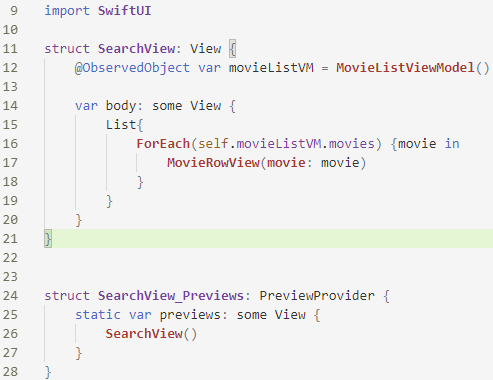 9 import SwiftUI
10
11 struct SearchView: View {
12     @ObservedObject var movieListVM = MovieListViewModel()
13
14     var body: some View {
15         List{
16             ForEach(self.movieListVM.movies) {movie in
17                 MovieRowView(movie: movie)
18             }
19         }
20     }
21 }
22
23
24 struct SearchView_Previews: PreviewProvider {
25     static var previews: some View {
26         SearchView()
27     }
28 }